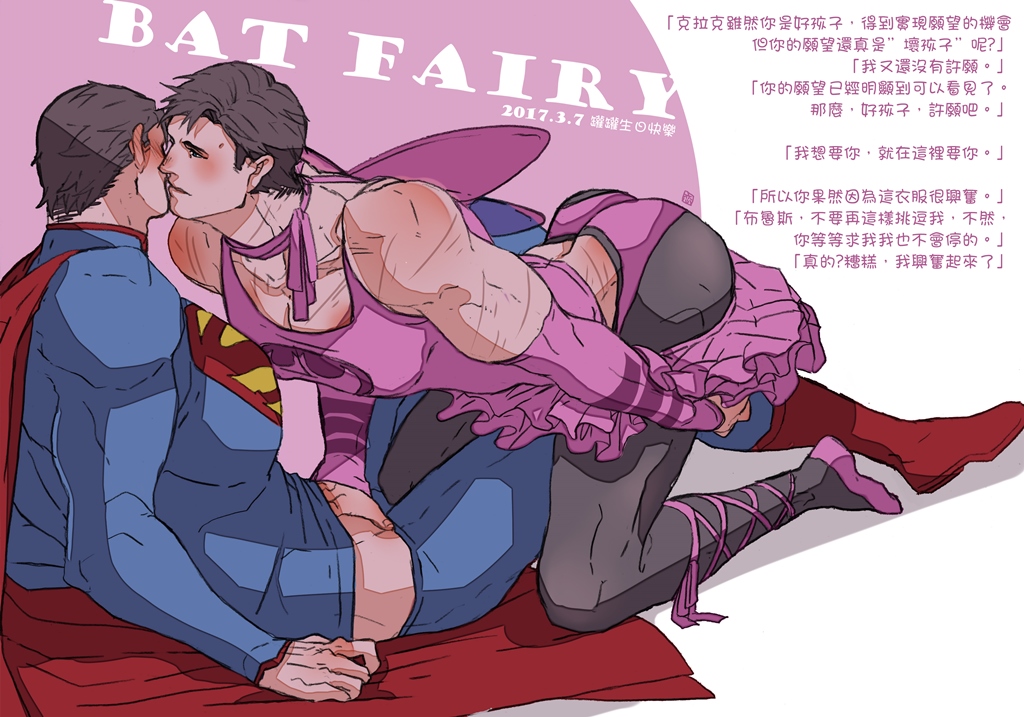 BAT FAIRY
2017.3.7 罐罐生日快樂
「克拉克雖然你是好孩子，得到實現願望的機會
但你的願望還真是”壞孩子”呢?」
「我又還沒有許願。」
「你的願望已經明顯到可以看見了。
那麼，好孩子，許願吧。」
「我想要你，就在這裡要你。」
「所以你果然因為這衣服很興奮。」
「布魯斯，不要再這樣挑逗我，不然，
你等等求我我也不會停的。」
「真的?糟糕，我興奮起來了」